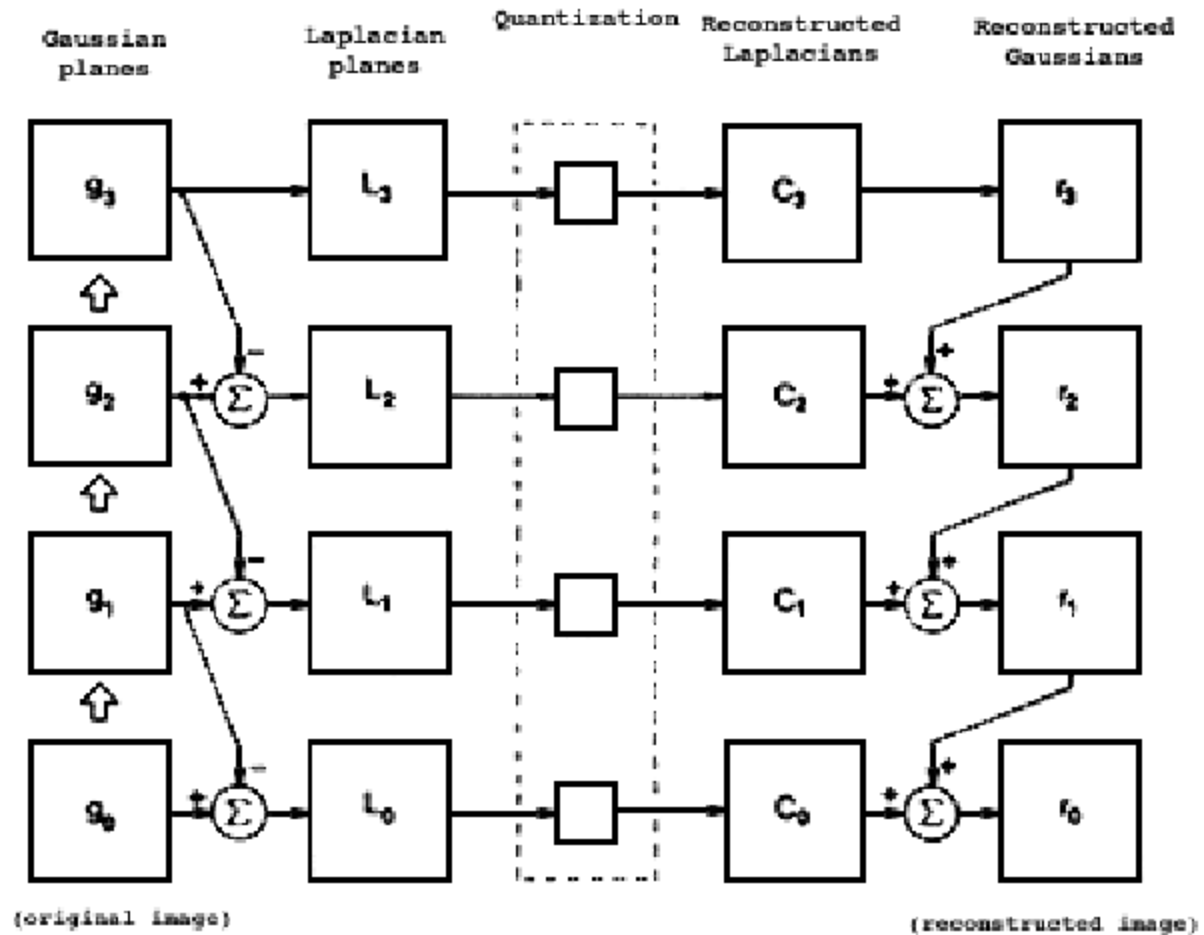 Gaussian
planes
Laplacian
planes
Quantization
Reconstructed
Laplacians
Reconstructed
Gaussians
g₃
L₃
C₃
r₃
−
+
+
+
g₂
Σ
L₂
C₂
Σ
r₂
−
+
+
+
g₁
Σ
L₁
C₁
Σ
r₁
−
+
+
+
g₀
Σ
L₀
C₀
Σ
r₀
(original image)
(reconstructed image)